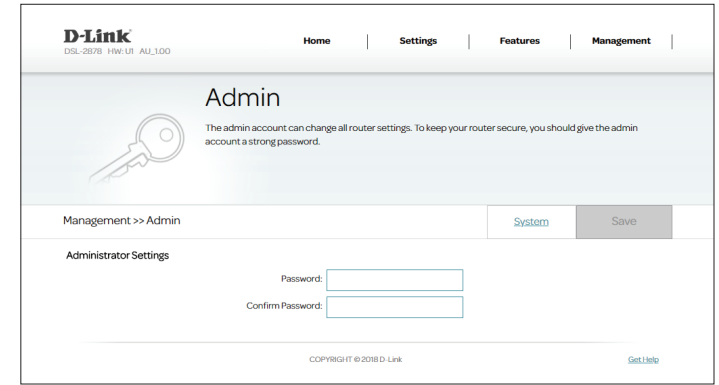 D-Link
DSL-2878 HW: U1 AU_1.00
Home Settings Features Management
Admin
The admin account can change all router settings. To keep your router secure, you should give the admin
account a strong password.
Management >> Admin System Save
Administrator Settings
Password:
Confirm Password:
COPYRIGHT © 2018 D-Link Get Help